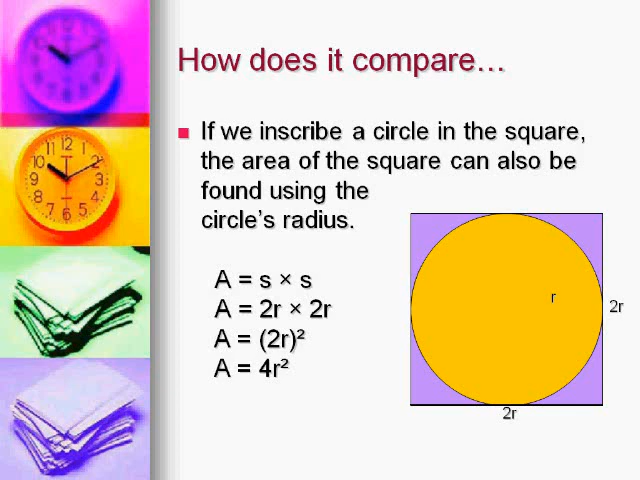 How does it compare...
If we inscribe a circle in the square,
the area of the square can also be
found using the
circle's radius.
A = s × s
A = 2r × 2r
A = (2r)²
A = 4r²
r
2r
2r